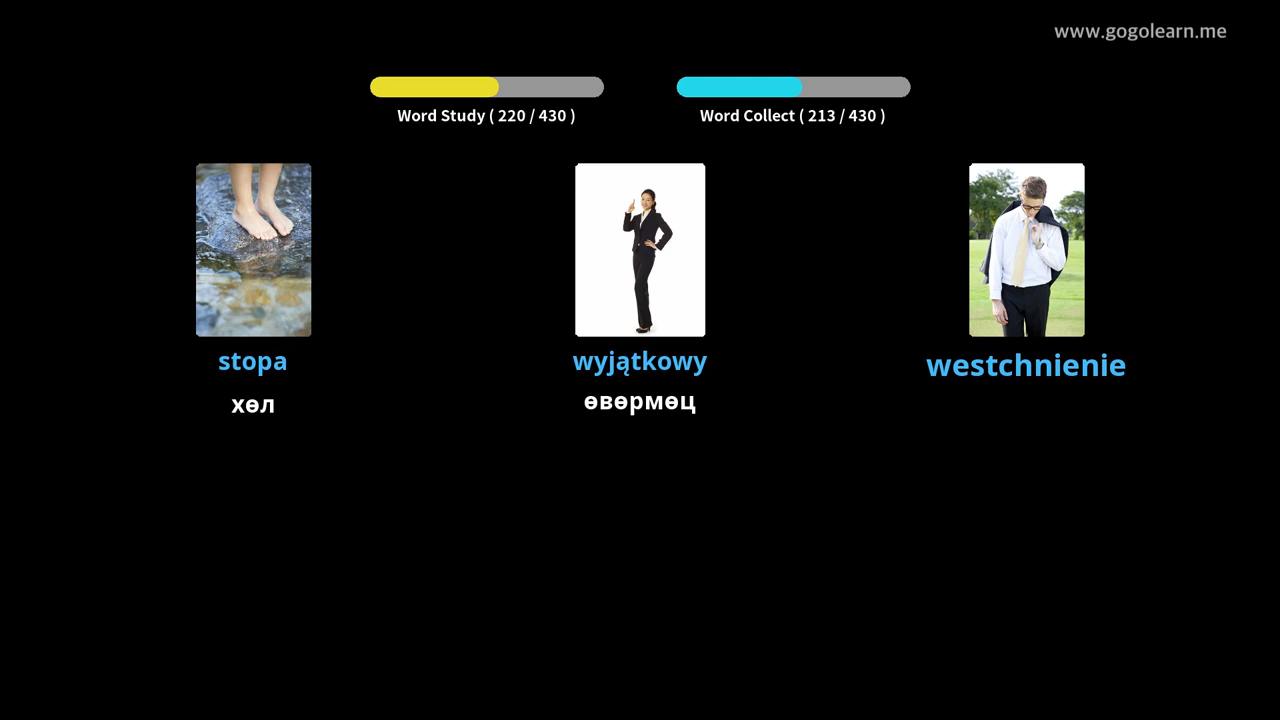 www.gogolearn.me
Word Study ( 220 / 430 )
Word Collect ( 213 / 430 )
stopa
хөл
wyjątkowy
өвөрмөц
westchnienie